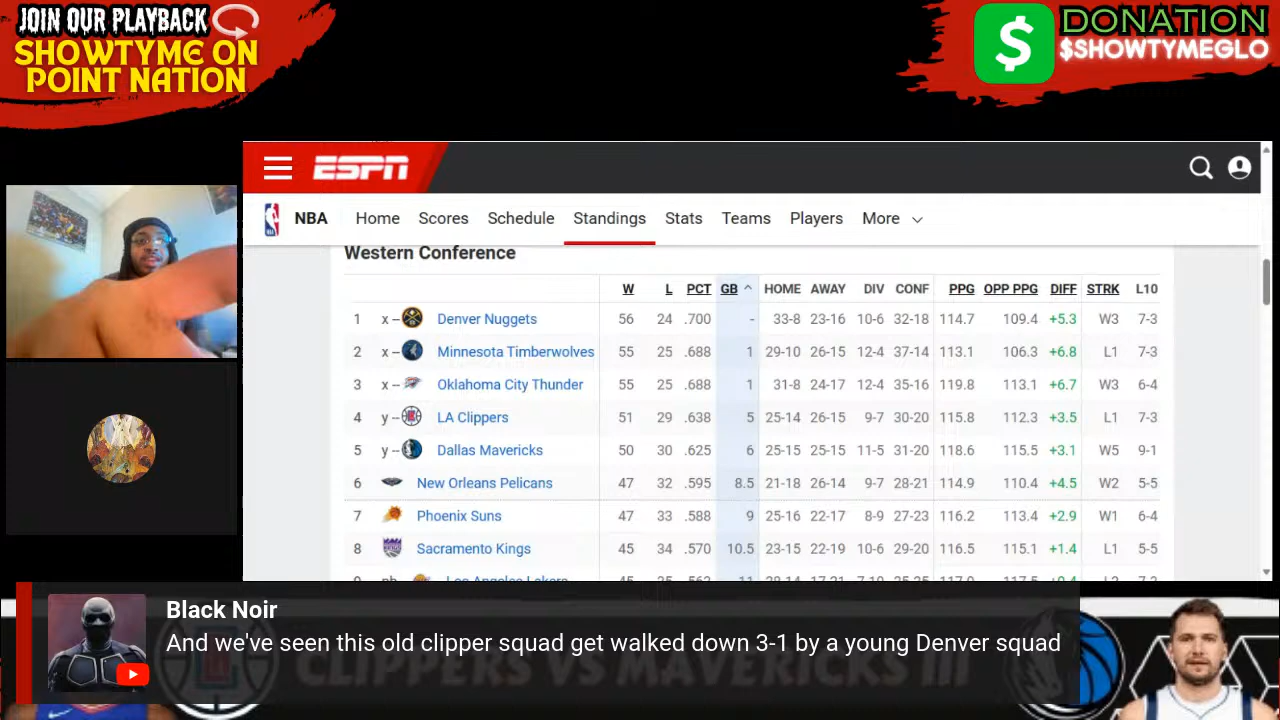 JOIN OUR PLAYBACK
SHOWTYME ON
POINT NATION
DONATION
$SHOWTYMEGLO
ESPN
NBA Home Scores Schedule Standings Stats Teams Players More
Western Conference
W L PCT GB HOME AWAY DIV CONF PPG OPP PPG DIFF STRK L10
1 x -- Denver Nuggets 56 24 .700 - 33-8 23-16 10-6 32-18 114.7 109.4 +5.3 W3 7-3
2 x -- Minnesota Timberwolves 55 25 .688 1 29-10 26-15 12-4 37-14 113.1 106.3 +6.8 L1 7-3
3 x -- Oklahoma City Thunder 55 25 .688 1 31-8 24-17 12-4 35-16 119.8 113.1 +6.7 W3 6-4
4 y -- LA Clippers 51 29 .638 5 25-14 26-15 9-7 30-20 115.8 112.3 +3.5 L1 7-3
5 y -- Dallas Mavericks 50 30 .625 6 25-15 25-15 11-5 31-20 118.6 115.5 +3.1 W5 9-1
6 New Orleans Pelicans 47 32 .595 8.5 21-18 26-14 9-7 28-21 114.9 110.4 +4.5 W2 5-5
7 Phoenix Suns 47 33 .588 9 25-16 22-17 8-9 27-23 116.2 113.4 +2.9 W1 6-4
8 Sacramento Kings 45 34 .570 10.5 23-15 22-19 10-6 29-20 116.5 115.1 +1.4 L1 5-5
Los Angeles Lakers
Black Noir
And we've seen this old clipper squad get walked down 3-1 by a young Denver squad
CLIPPERS VS MAVERICKS III